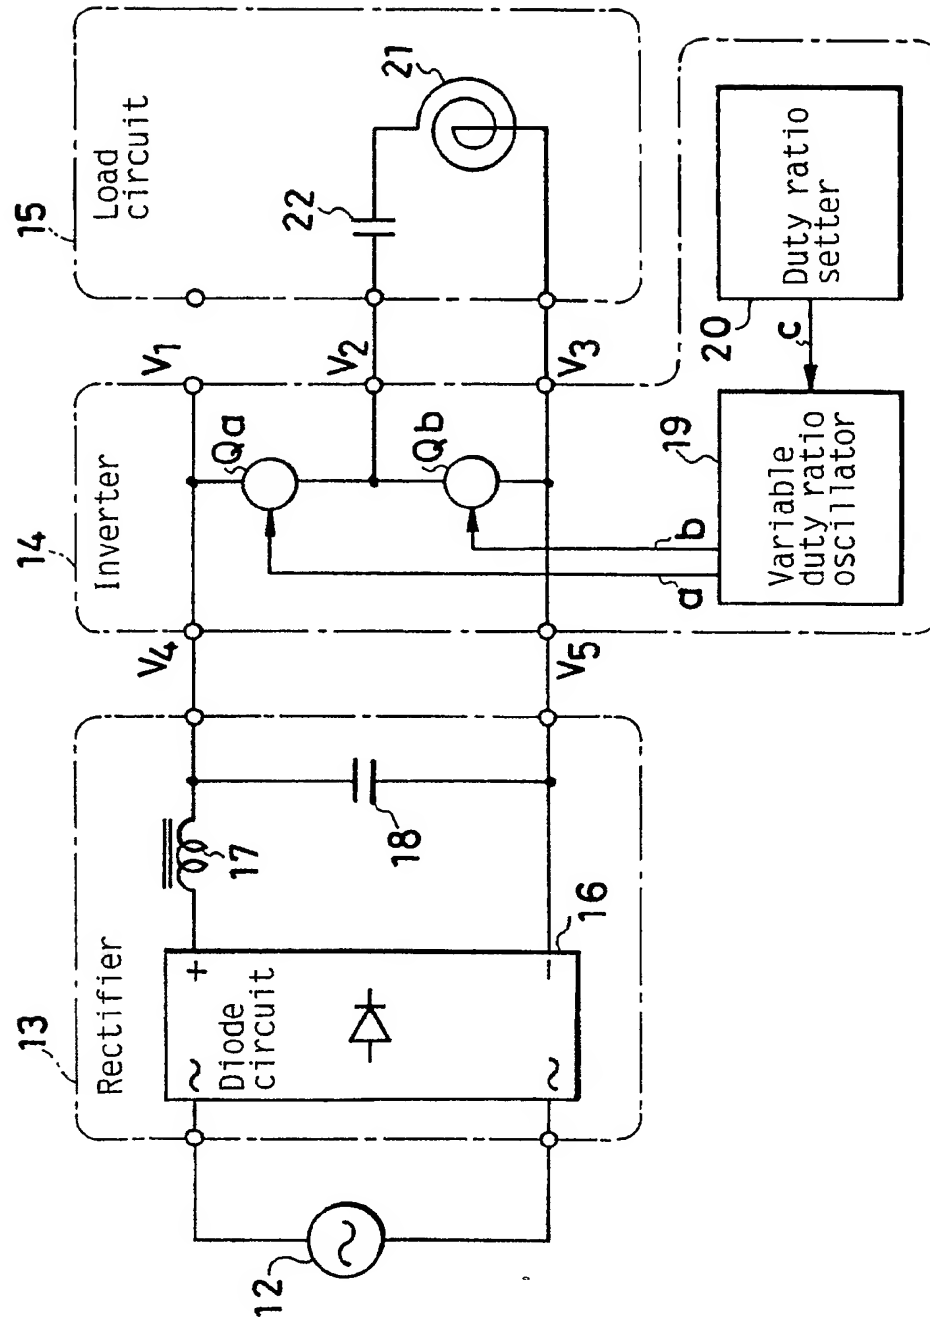 12
13
Rectifier
~
~
Diode
circuit
+
−
16
17
18
V4
V5
14
Inverter
Qa
Qb
a
b
19
Variable
duty ratio
oscillator
V1
V2
V3
c
20
Duty ratio
setter
15
Load
circuit
22
21